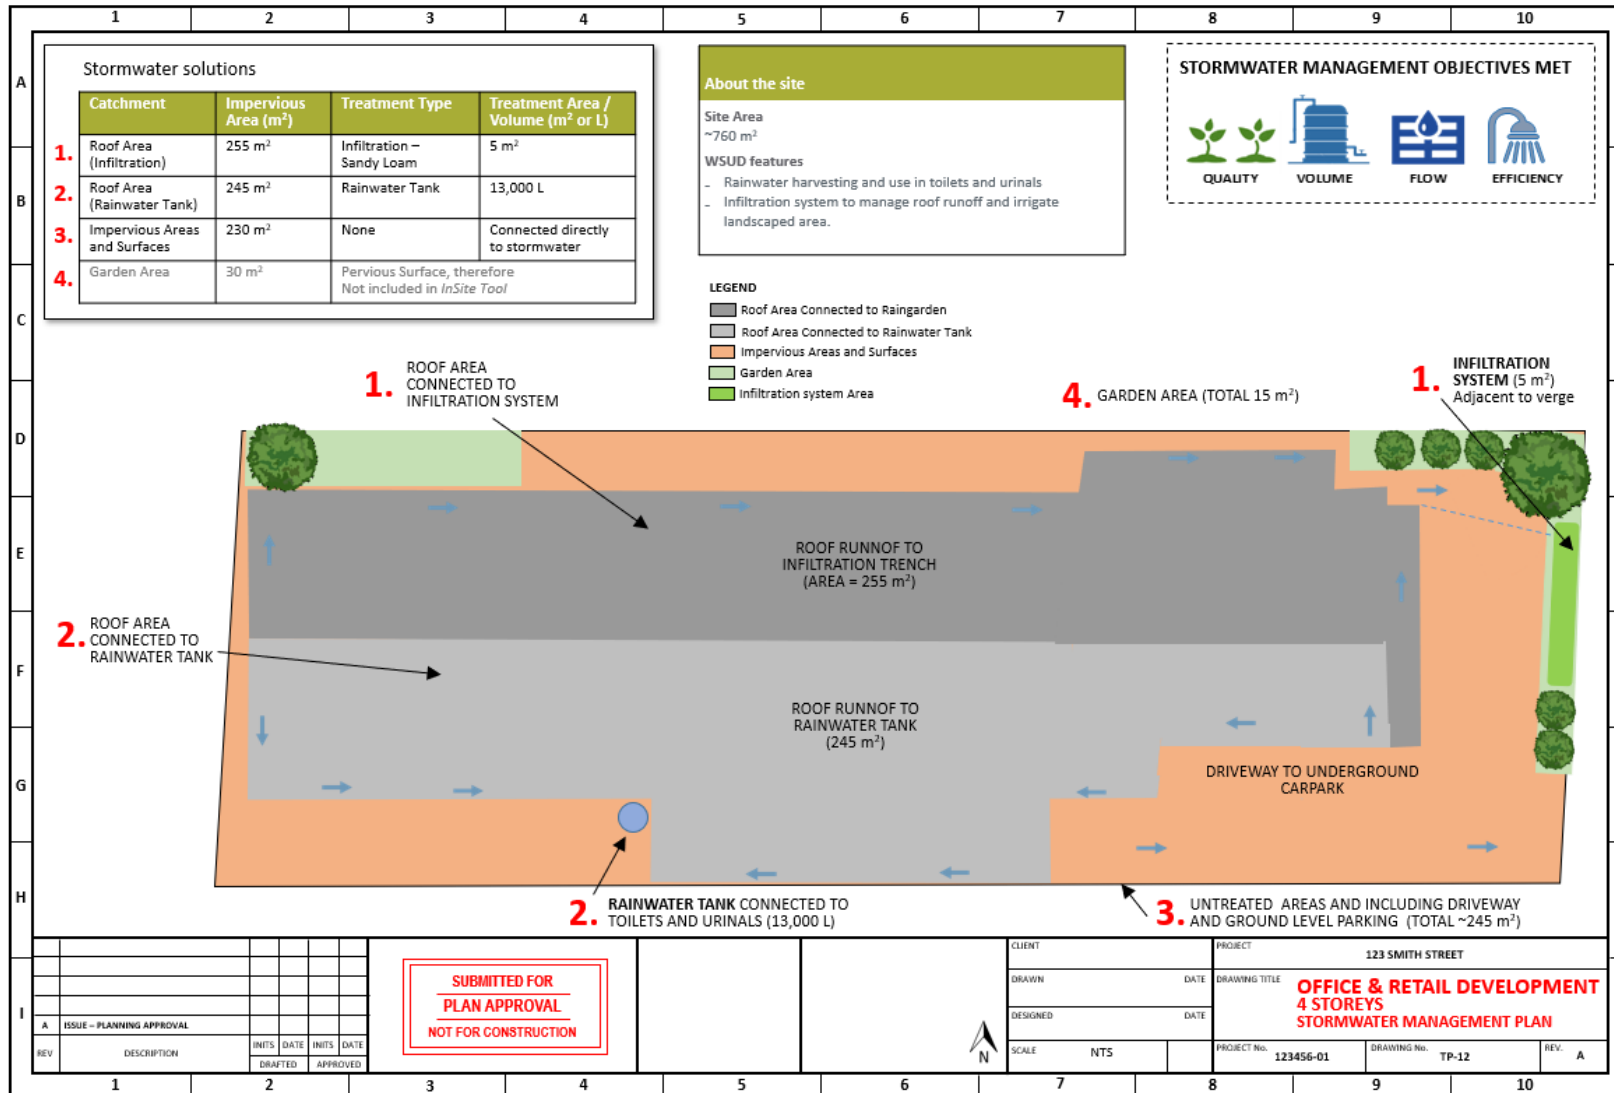 1 2 3 4 5 6 7 8 9 10
A
B
C
D
E
F
G
H
I
Stormwater solutions
Catchment Impervious Area (m²) Treatment Type Treatment Area / Volume (m² or L)
1. Roof Area (Infiltration) 255 m² Infiltration – Sandy Loam 5 m²
2. Roof Area (Rainwater Tank) 245 m² Rainwater Tank 13,000 L
3. Impervious Areas and Surfaces 230 m² None Connected directly to stormwater
4. Garden Area 30 m² Pervious Surface, therefore Not included in InSite Tool
About the site
Site Area
~760 m²
WSUD features
- Rainwater harvesting and use in toilets and urinals
- Infiltration system to manage roof runoff and irrigate
landscaped area.
STORMWATER MANAGEMENT OBJECTIVES MET
QUALITY VOLUME FLOW EFFICIENCY
LEGEND
Roof Area Connected to Raingarden
Roof Area Connected to Rainwater Tank
Impervious Areas and Surfaces
Garden Area
Infiltration system Area
1. ROOF AREA
CONNECTED TO
INFILTRATION SYSTEM
4. GARDEN AREA (TOTAL 15 m²)
1. INFILTRATION
SYSTEM (5 m²)
Adjacent to verge
ROOF RUNNOF TO
INFILTRATION TRENCH
(AREA = 255 m²)
2. ROOF AREA
CONNECTED TO
RAINWATER TANK
ROOF RUNNOF TO
RAINWATER TANK
(245 m²)
DRIVEWAY TO UNDERGROUND
CARPARK
2. RAINWATER TANK CONNECTED TO
TOILETS AND URINALS (13,000 L)
3. UNTREATED AREAS AND INCLUDING DRIVEWAY
AND GROUND LEVEL PARKING (TOTAL ~245 m²)
A ISSUE – PLANNING APPROVAL
REV DESCRIPTION INITS DATE INITS DATE
DRAFTED APPROVED
SUBMITTED FOR
PLAN APPROVAL
NOT FOR CONSTRUCTION
N
CLIENT
DRAWN DATE
DESIGNED DATE
SCALE NTS
PROJECT
123 SMITH STREET
DRAWING TITLE
OFFICE & RETAIL DEVELOPMENT
4 STOREYS
STORMWATER MANAGEMENT PLAN
PROJECT No. 123456-01 DRAWING No. TP-12 REV. A
1 2 3 4 5 6 7 8 9 10